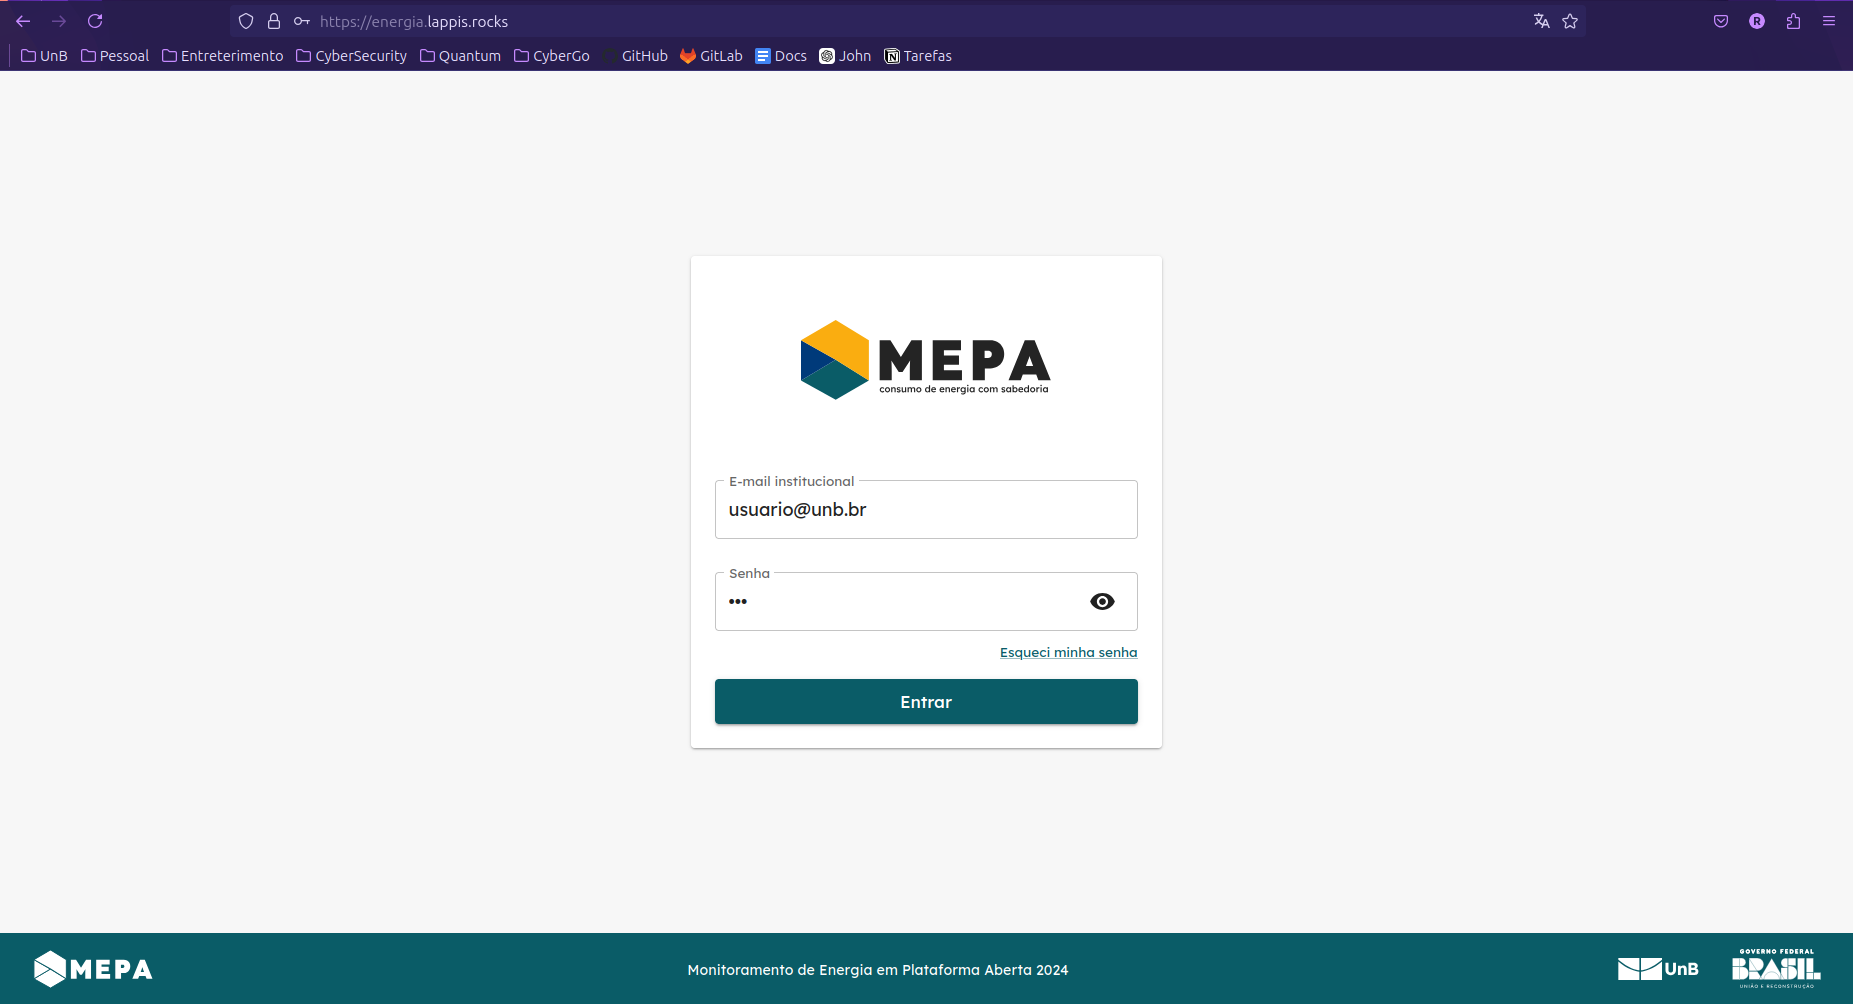 https://energia.lappis.rocks
R
UnB Pessoal Entreterimento CyberSecurity Quantum CyberGo GitHub GitLab Docs John Tarefas
MEPA
consumo de energia com sabedoria
E-mail institucional
usuario@unb.br
Senha
•••
Esqueci minha senha
Entrar
MEPA
Monitoramento de Energia em Plataforma Aberta 2024
UnB
GOVERNO FEDERAL
BRASIL
UNIÃO E RECONSTRUÇÃO